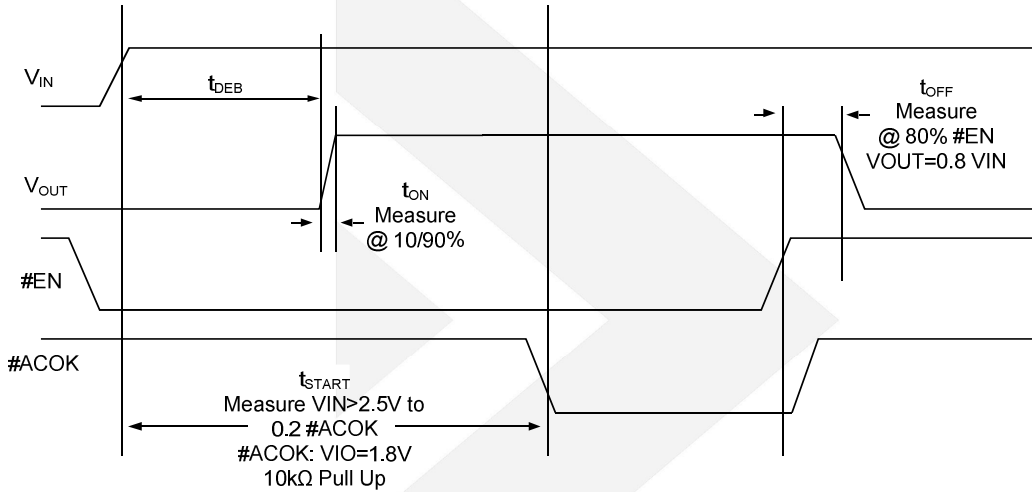 VIN
tDEB
tOFF
Measure
@ 80% #EN
VOUT=0.8 VIN
VOUT
tON
Measure
@ 10/90%
#EN
#ACOK
tSTART
Measure VIN>2.5V to
0.2 #ACOK
#ACOK: VIO=1.8V
10kΩ Pull Up